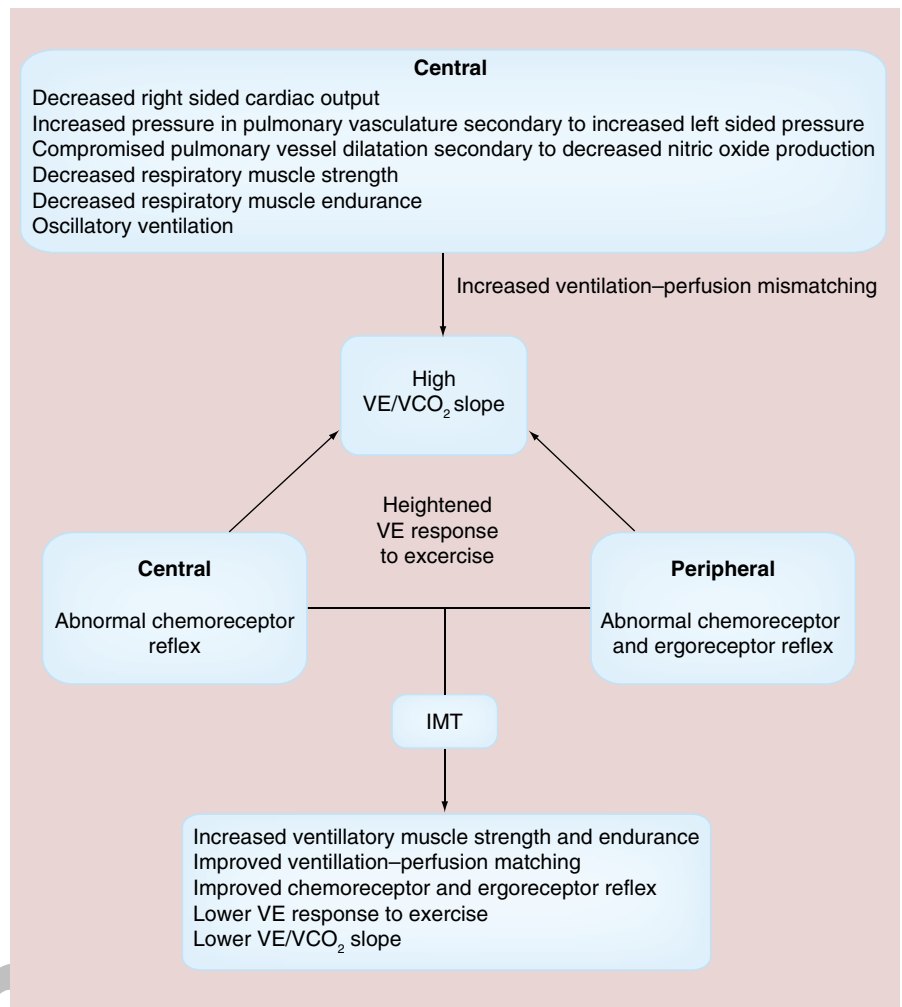 Central
Decreased right sided cardiac output
Increased pressure in pulmonary vasculature secondary to increased left sided pressure
Compromised pulmonary vessel dilatation secondary to decreased nitric oxide production
Decreased respiratory muscle strength
Decreased respiratory muscle endurance
Oscillatory ventilation
Increased ventilation–perfusion mismatching
High
VE/VCO₂ slope
Heightened
VE response
to excercise
Central
Abnormal chemoreceptor
reflex
Peripheral
Abnormal chemoreceptor
and ergoreceptor reflex
IMT
Increased ventillatory muscle strength and endurance
Improved ventillation–perfusion matching
Improved chemoreceptor and ergoreceptor reflex
Lower VE response to exercise
Lower VE/VCO₂ slope